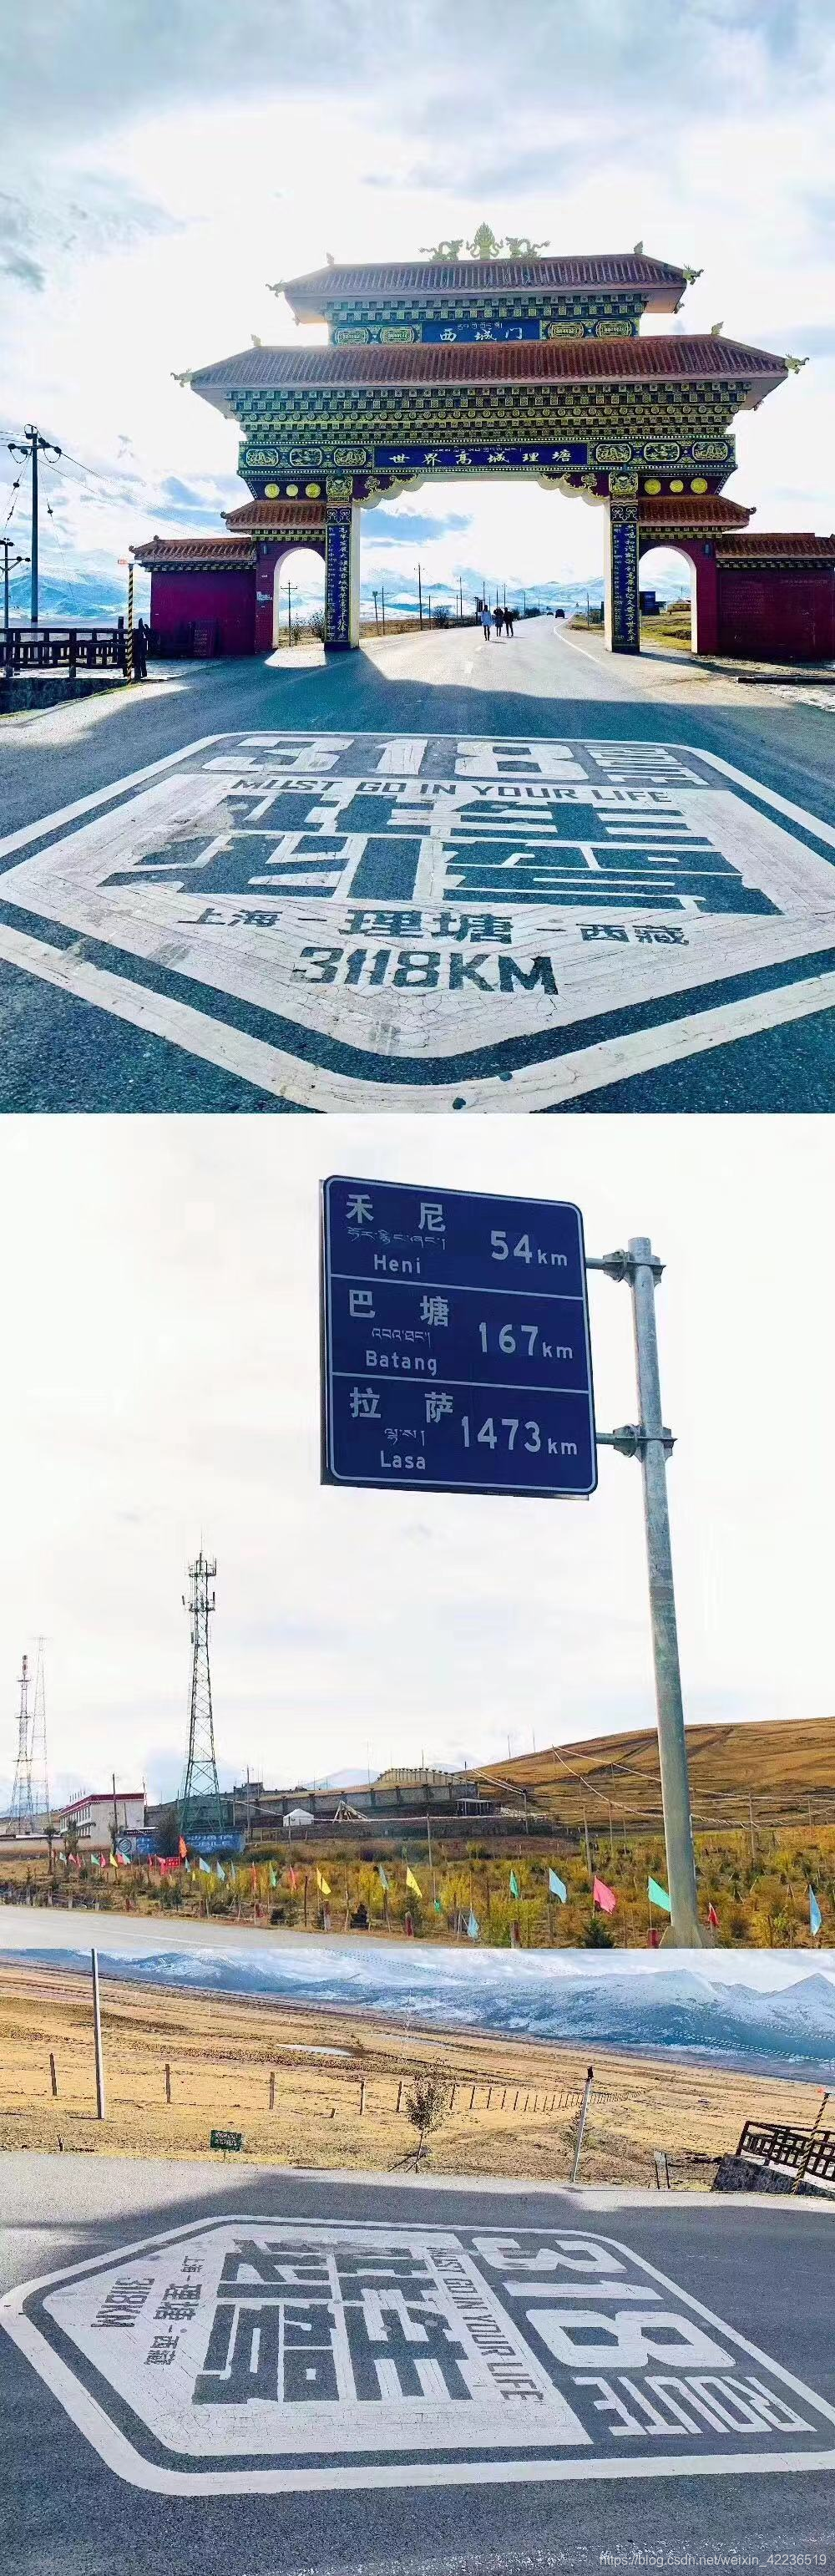 西城门
世界高城理塘
318 ROUTE
MUST GO IN YOUR LIFE
此生
必驾
上海-理塘-西藏
3118KM
禾尼
Heni
54km
巴塘
འབའ་ཐང་།
Batang
167km
拉萨
ལྷ་ས།
Lasa
1473km
318
ROUTE
MUST GO IN YOUR LIFE
此生
必驾
上海-理塘-西藏
3118KM
https://blog.csdn.net/weixin_42236519